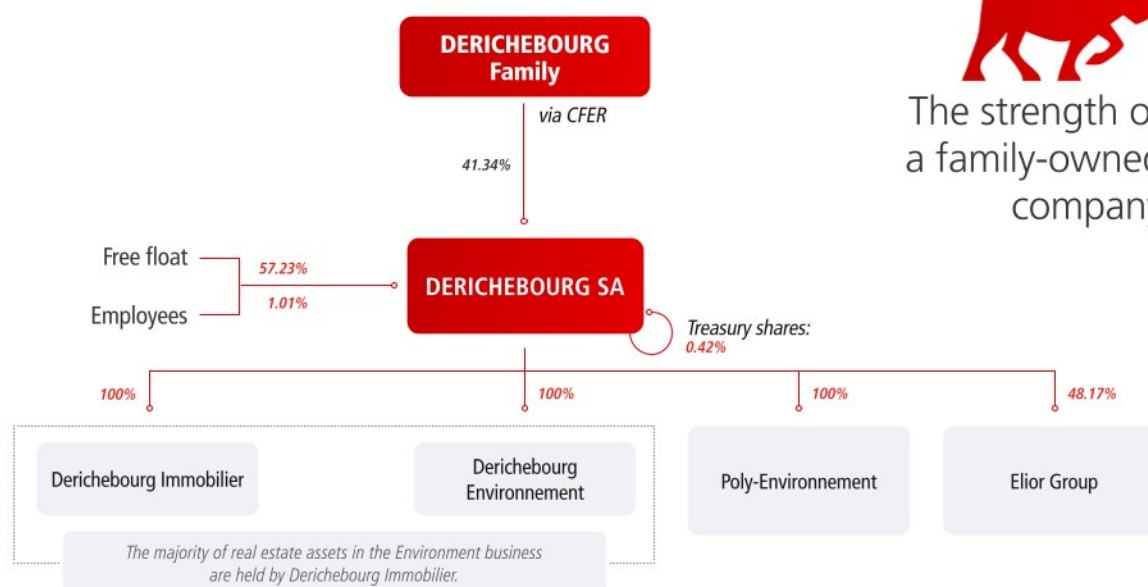 DERICHEBOURG
Family
via CFER
41.34%
The strength o
a family-owned
company
Free float
57.23%
DERICHEBOURG SA
Employees
1.01%
Treasury shares:
0.42%
100%
100%
100%
48.17%
Derichebourg Immobilier
Derichebourg
Environnement
Poly-Environnement
Elior Group
The majority of real estate assets in the Environment business
are held by Derichebourg Immobilier.